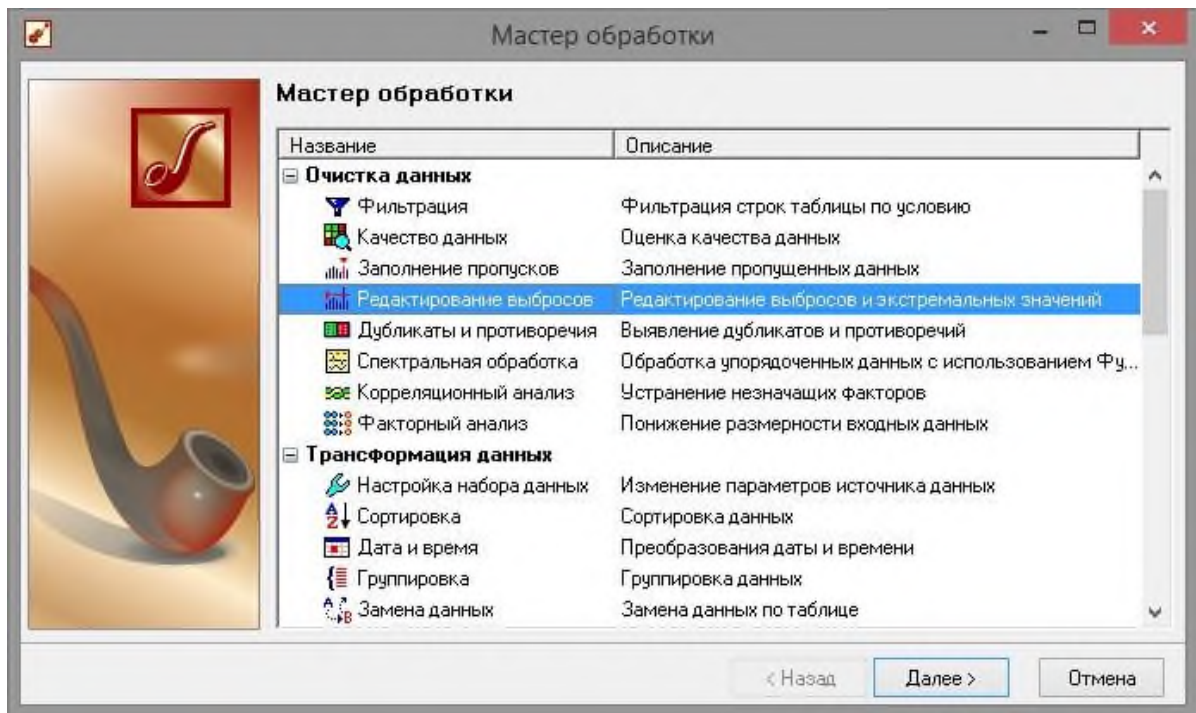 Мастер обработки
Мастер обработки
Название Описание
Очистка данных
Фильтрация Фильтрация строк таблицы по условию
Качество данных Оценка качества данных
Заполнение пропусков Заполнение пропущенных данных
Редактирование выбросов Редактирование выбросов и экстремальных значений
Дубликаты и противоречия Выявление дубликатов и противоречий
Спектральная обработка Обработка упорядоченных данных с использованием Фу...
Корреляционный анализ Устранение незначащих факторов
Факторный анализ Понижение размерности входных данных
Трансформация данных
Настройка набора данных Изменение параметров источника данных
Сортировка Сортировка данных
Дата и время Преобразования даты и времени
Группировка Группировка данных
Замена данных Замена данных по таблице
< Назад Далее > Отмена